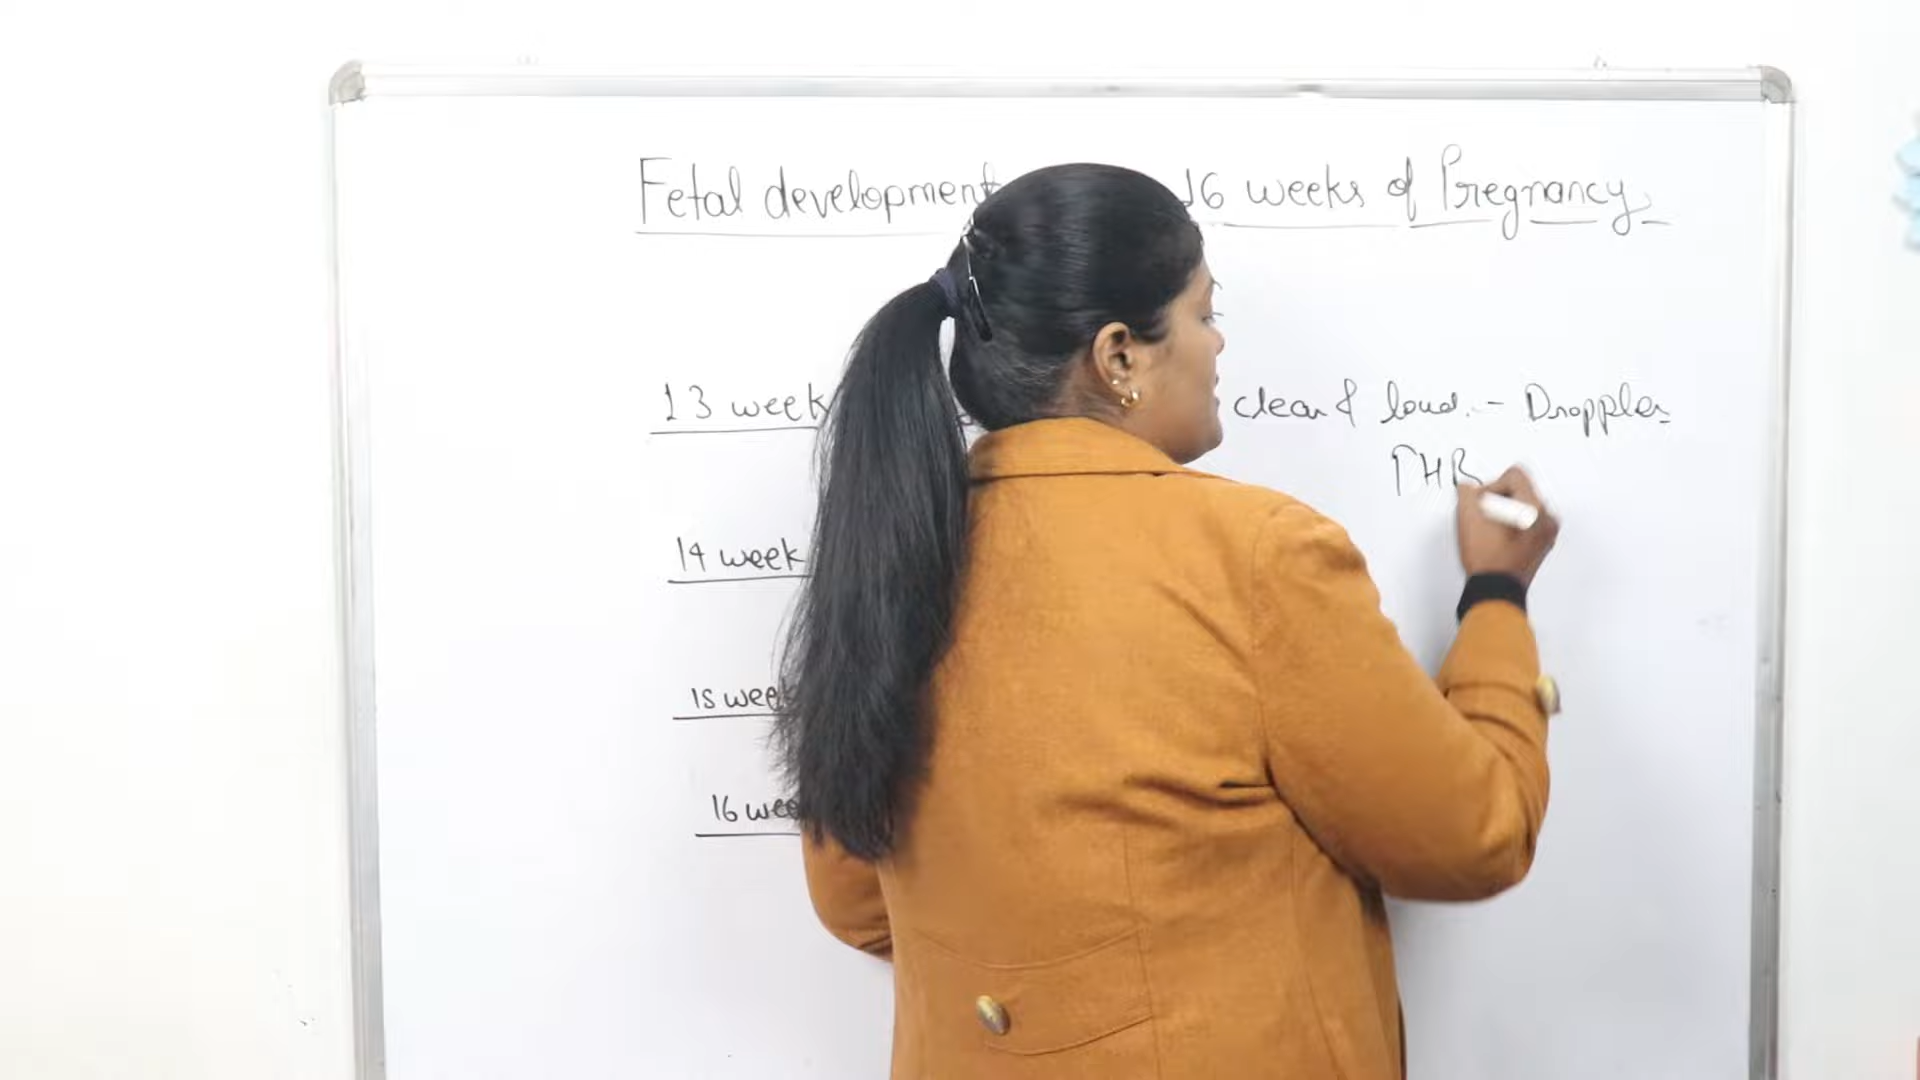 Fetal development 16 weeks of Pregnancy
13 week clear & loud. - Droppler
FHR
14 week
15 week
16 week